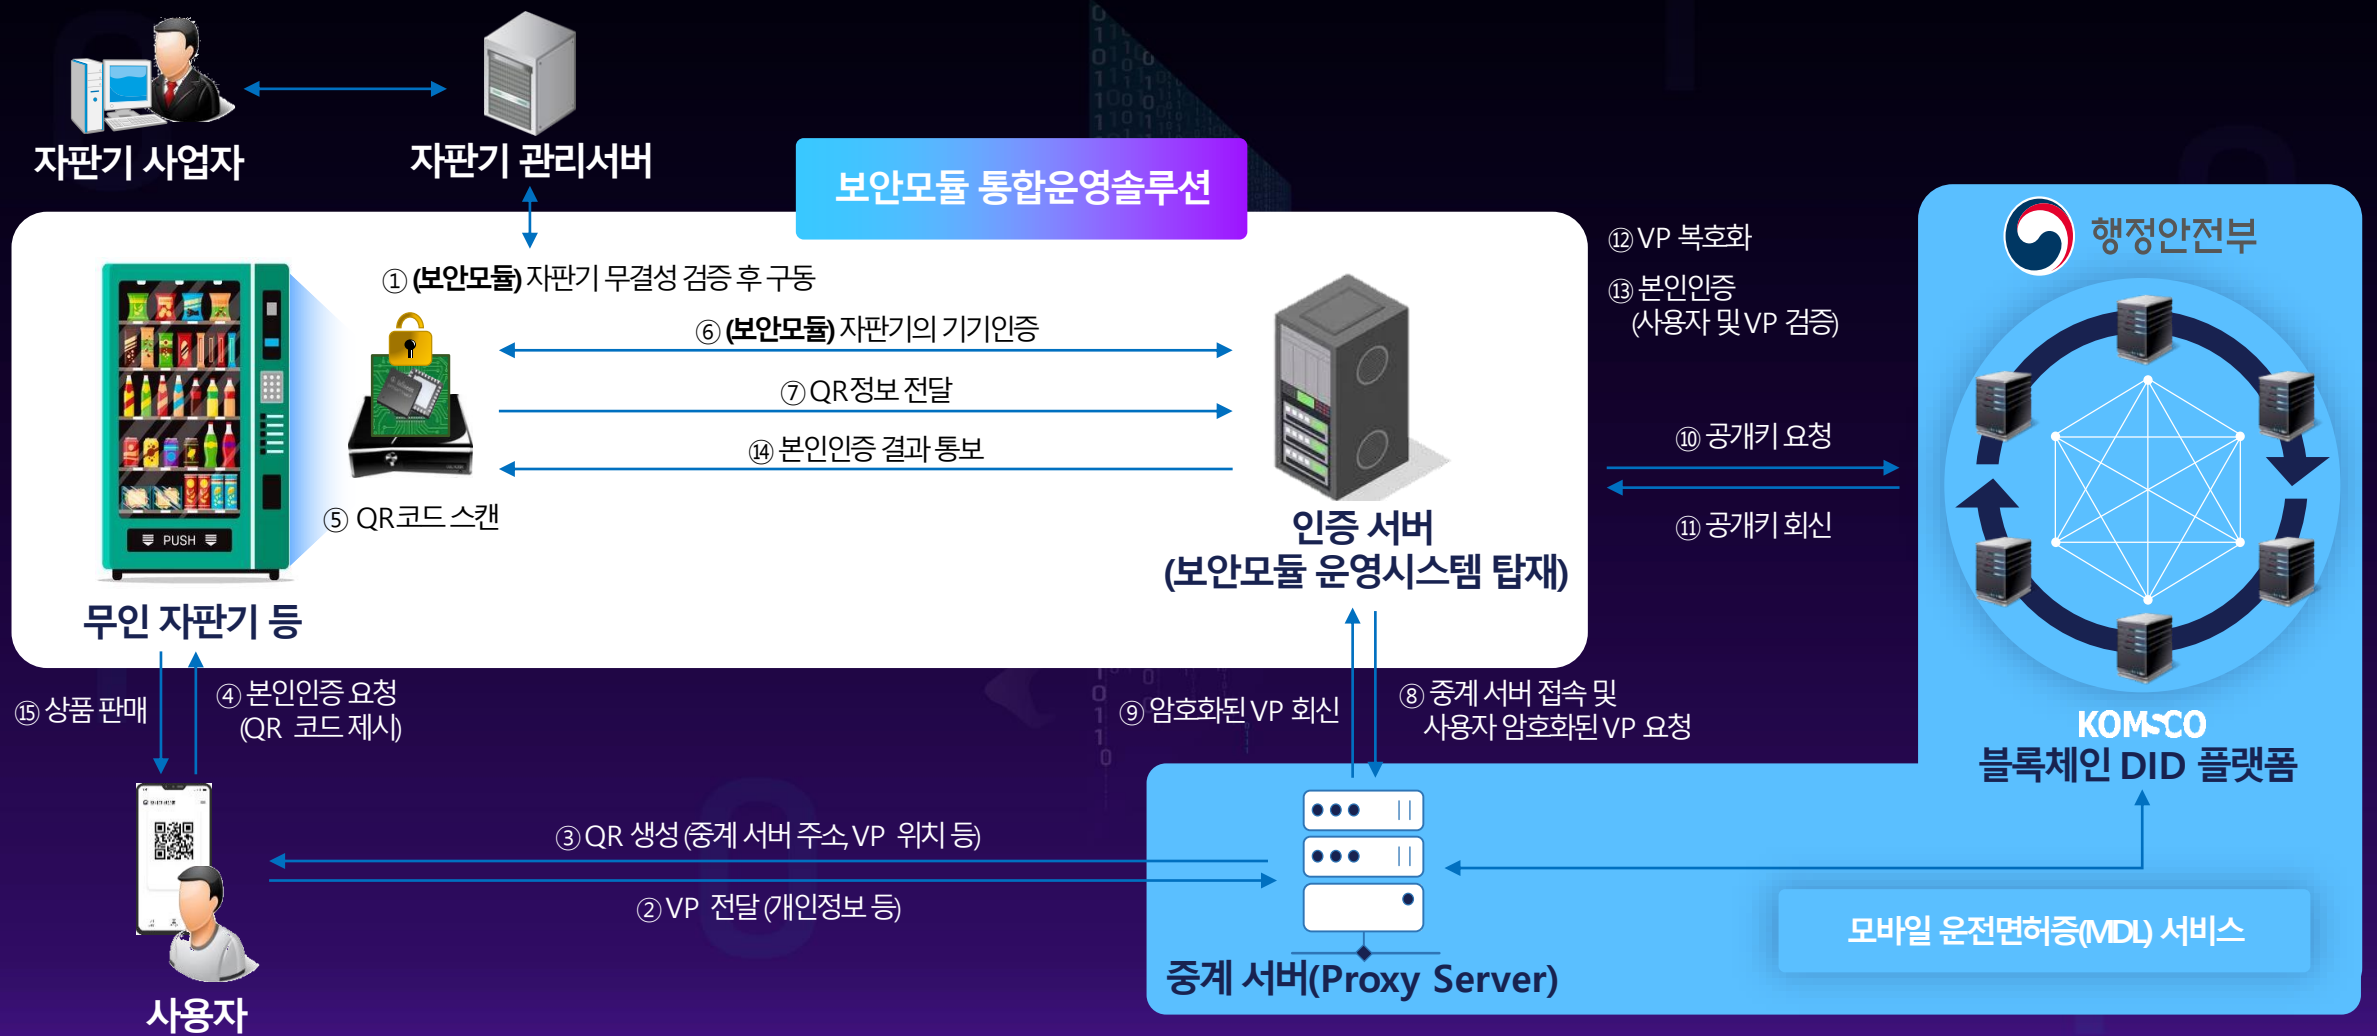 자판기 사업자
자판기 관리서버
보안모듈 통합운영솔루션
① (보안모듈) 자판기 무결성 검증 후 구동
⑥ (보안모듈) 자판기의 기기인증
⑦ QR정보 전달
⑭ 본인인증 결과 통보
⑤ QR코드 스캔
PUSH
무인 자판기 등
인증 서버
(보안모듈 운영시스템 탑재)
⑫ VP 복호화
⑬ 본인인증
(사용자 및 VP 검증)
⑩ 공개키 요청
⑪ 공개키 회신
행정안전부
KOMSCO
블록체인 DID 플랫폼
⑮ 상품 판매
④ 본인인증 요청
(QR 코드 제시)
⑨ 암호화된 VP 회신
⑧ 중계 서버 접속 및
사용자 암호화된 VP 요청
③ QR 생성 (중계 서버 주소, VP 위치 등)
② VP 전달 (개인정보 등)
모바일 운전면허증(MDL) 서비스
중계 서버(Proxy Server)
사용자